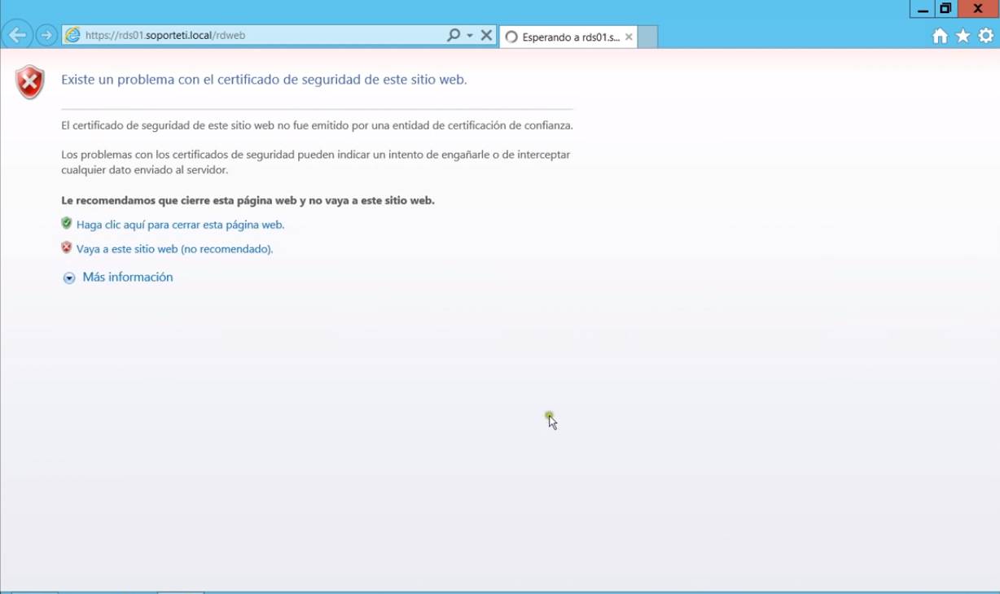 https://rds01.soporteti.local/rdweb
Esperando a rds01.s...
Existe un problema con el certificado de seguridad de este sitio web.
El certificado de seguridad de este sitio web no fue emitido por una entidad de certificación de confianza.
Los problemas con los certificados de seguridad pueden indicar un intento de engañarle o de interceptar
cualquier dato enviado al servidor.
Le recomendamos que cierre esta página web y no vaya a este sitio web.
Haga clic aquí para cerrar esta página web.
Vaya a este sitio web (no recomendado).
Más información